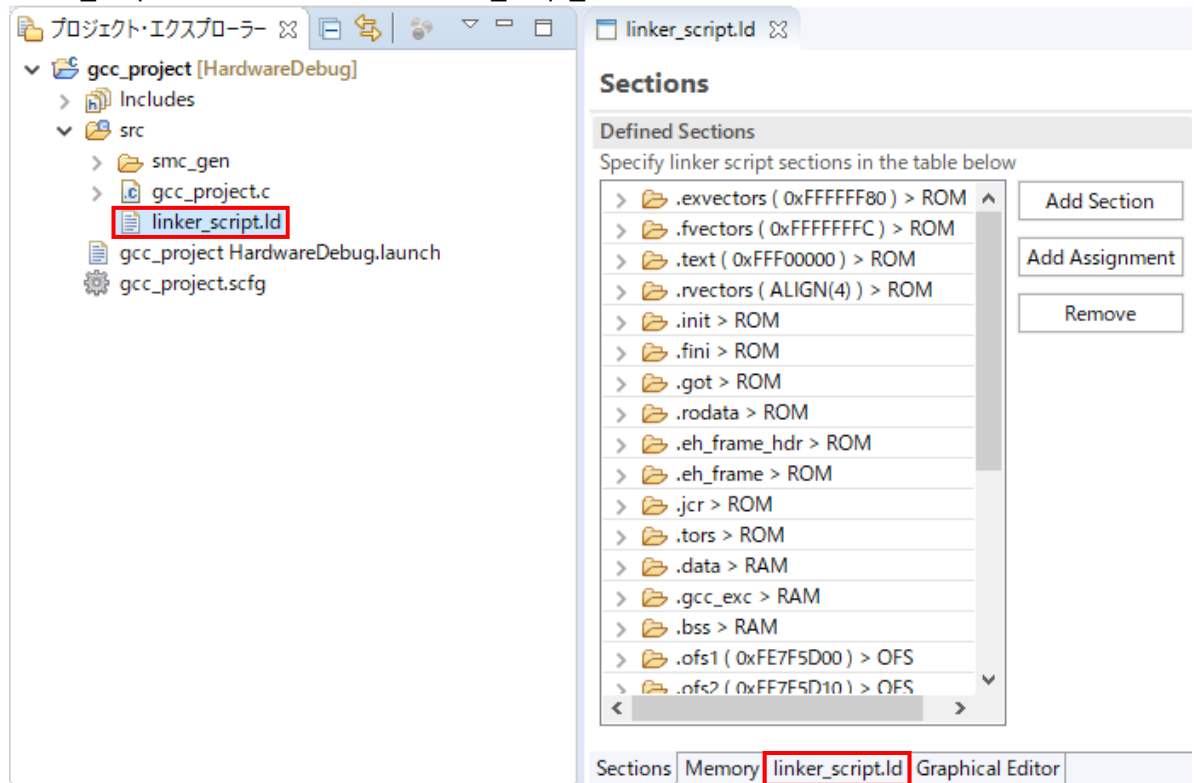 プロジェクト・エクスプローラー
gcc_project [HardwareDebug]
Includes
src
smc_gen
gcc_project.c
linker_script.ld
gcc_project HardwareDebug.launch
gcc_project.scfg
linker_script.ld
Sections
Defined Sections
Specify linker script sections in the table below
.exvectors ( 0xFFFFFF80 ) > ROM
.fvectors ( 0xFFFFFFFC ) > ROM
.text ( 0xFFF00000 ) > ROM
.rvectors ( ALIGN(4) ) > ROM
.init > ROM
.fini > ROM
.got > ROM
.rodata > ROM
.eh_frame_hdr > ROM
.eh_frame > ROM
.jcr > ROM
.tors > ROM
.data > RAM
.gcc_exc > RAM
.bss > RAM
.ofs1 ( 0xFE7F5D00 ) > OFS
.ofs2 ( 0xFE7F5D10 ) > OFS
Add Section
Add Assignment
Remove
Sections Memory linker_script.ld Graphical Editor